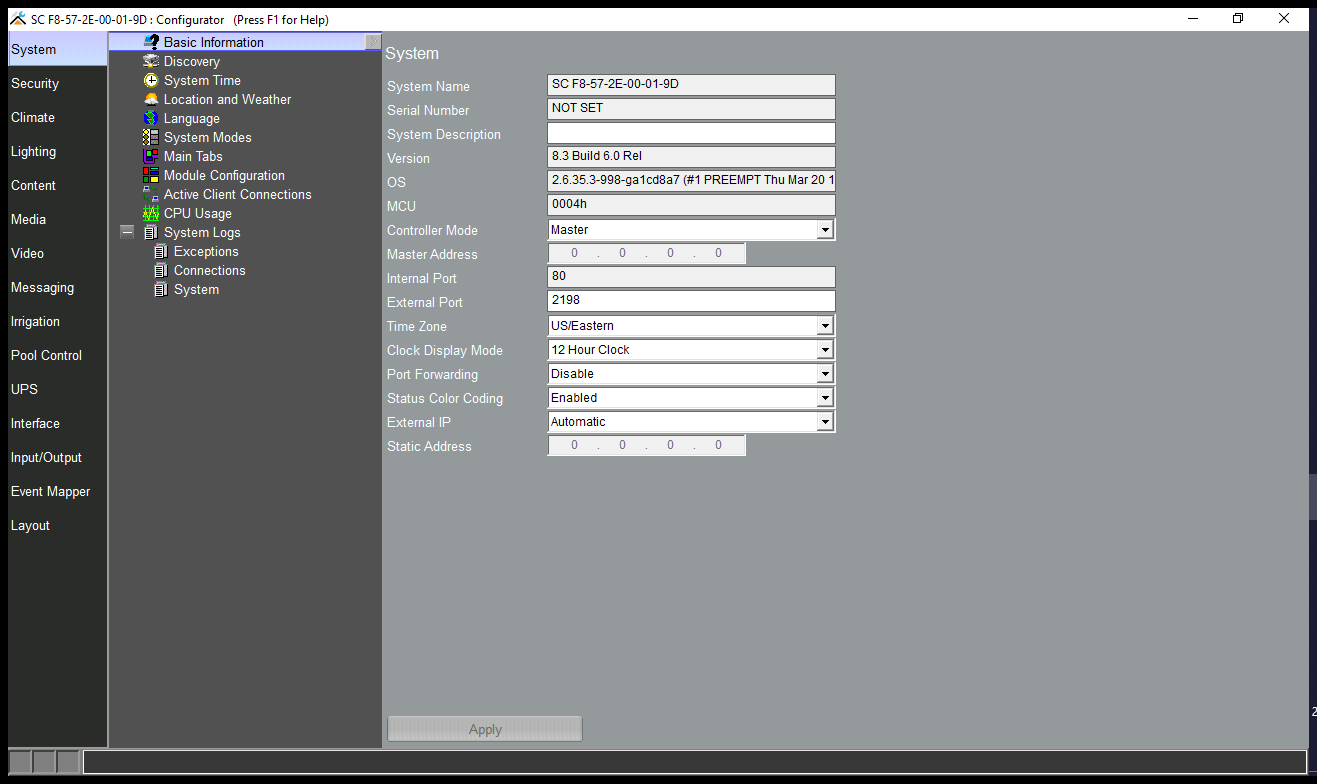 SC F8-57-2E-00-01-9D : Configurator (Press F1 for Help)
System
Security
Climate
Lighting
Content
Media
Video
Messaging
Irrigation
Pool Control
UPS
Interface
Input/Output
Event Mapper
Layout
Basic Information
Discovery
System Time
Location and Weather
Language
System Modes
Main Tabs
Module Configuration
Active Client Connections
CPU Usage
System Logs
Exceptions
Connections
System
System
System Name SC F8-57-2E-00-01-9D
Serial Number NOT SET
System Description
Version 8.3 Build 6.0 Rel
OS 2.6.35.3-998-ga1cd8a7 (#1 PREEMPT Thu Mar 20 1
MCU 0004h
Controller Mode Master
Master Address 0 . 0 . 0 . 0
Internal Port 80
External Port 2198
Time Zone US/Eastern
Clock Display Mode 12 Hour Clock
Port Forwarding Disable
Status Color Coding Enabled
External IP Automatic
Static Address 0 . 0 . 0 . 0
Apply
2